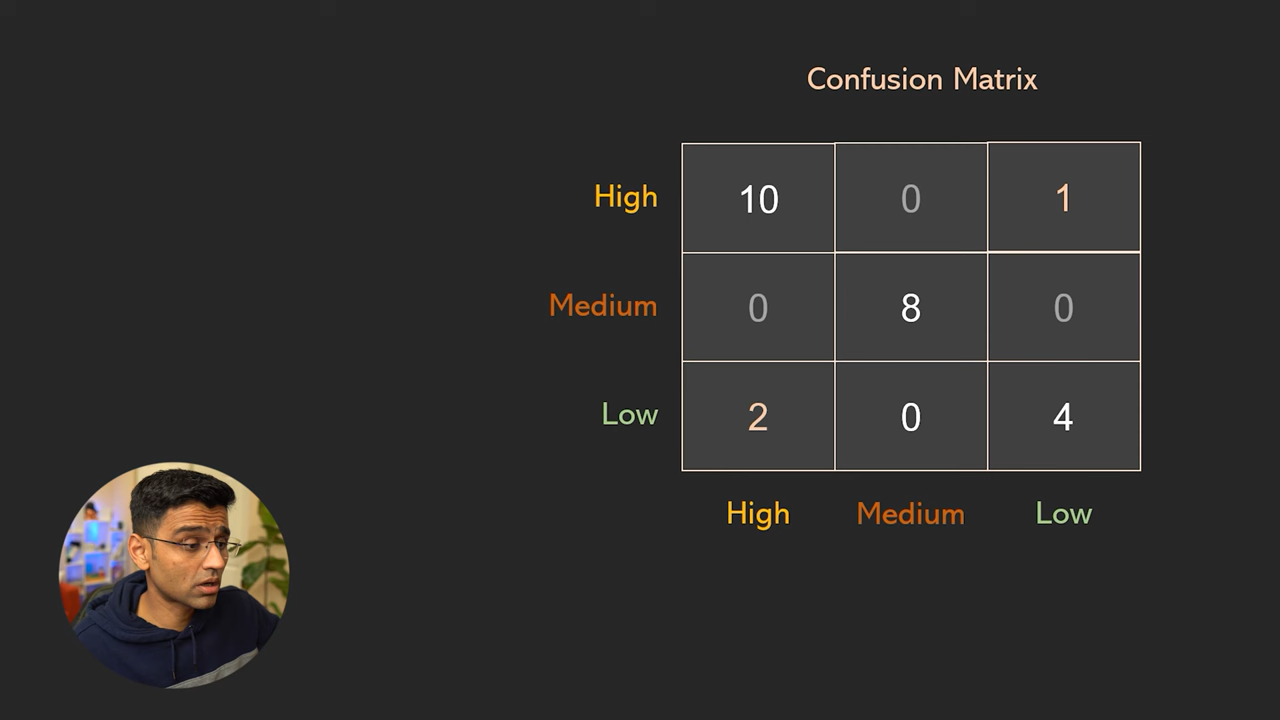 Confusion Matrix
High 10 0 1
Medium 0 8 0
Low 2 0 4
High Medium Low